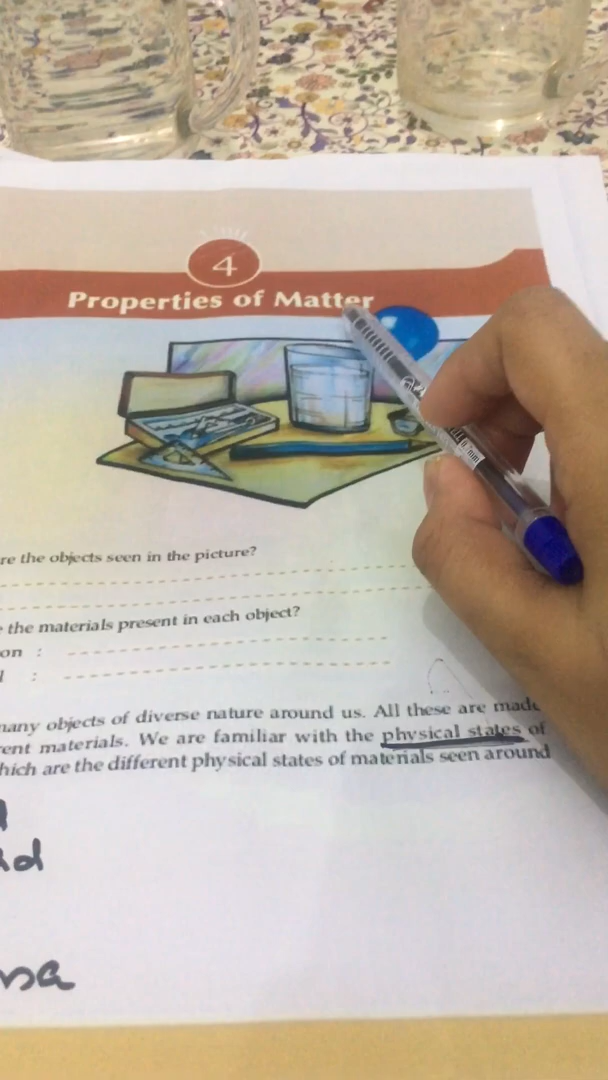 4
Properties of Matter
re the objects seen in the picture?
the materials present in each object?
on :
:
many objects of diverse nature around us. All these are made
rent materials. We are familiar with the physical states of
hich are the different physical states of materials seen around